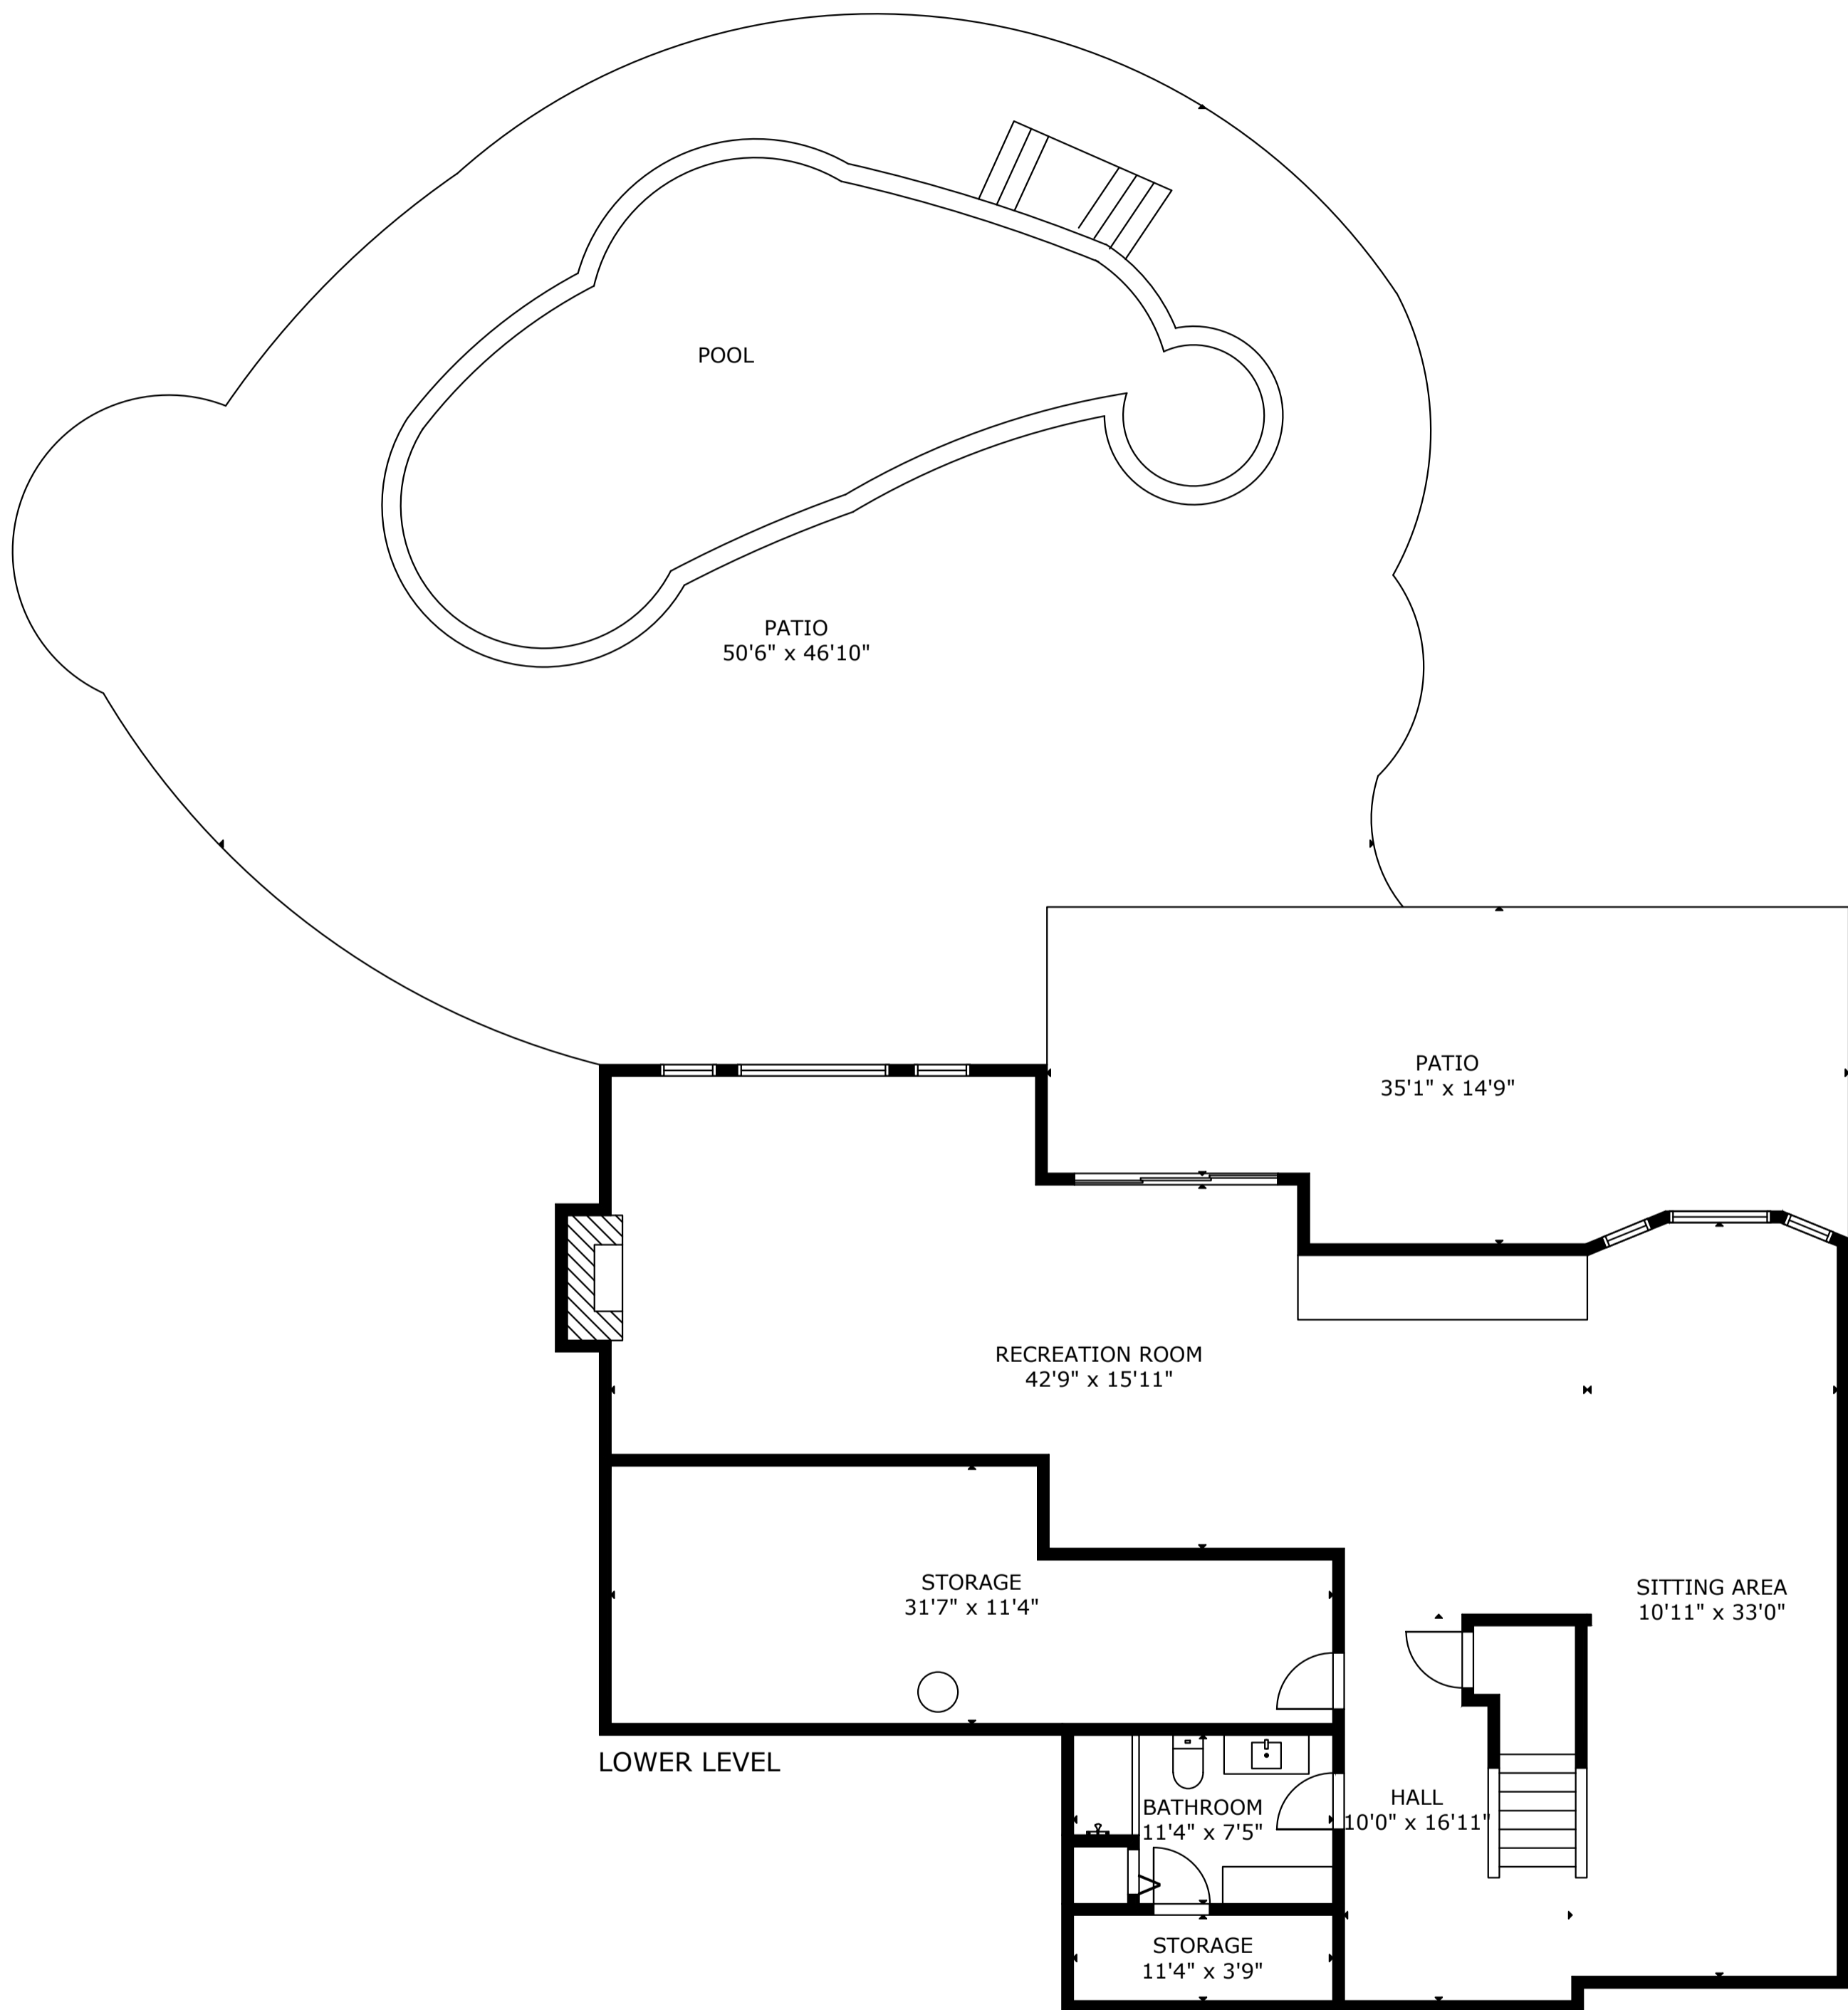 POOL
PATIO
50'6" x 46'10"
PATIO
35'1" x 14'9"
RECREATION ROOM
42'9" x 15'11"
STORAGE
31'7" x 11'4"
SITTING AREA
10'11" x 33'0"
LOWER LEVEL
BATHROOM
11'4" x 7'5"
HALL
10'0" x 16'11"
STORAGE
11'4" x 3'9"